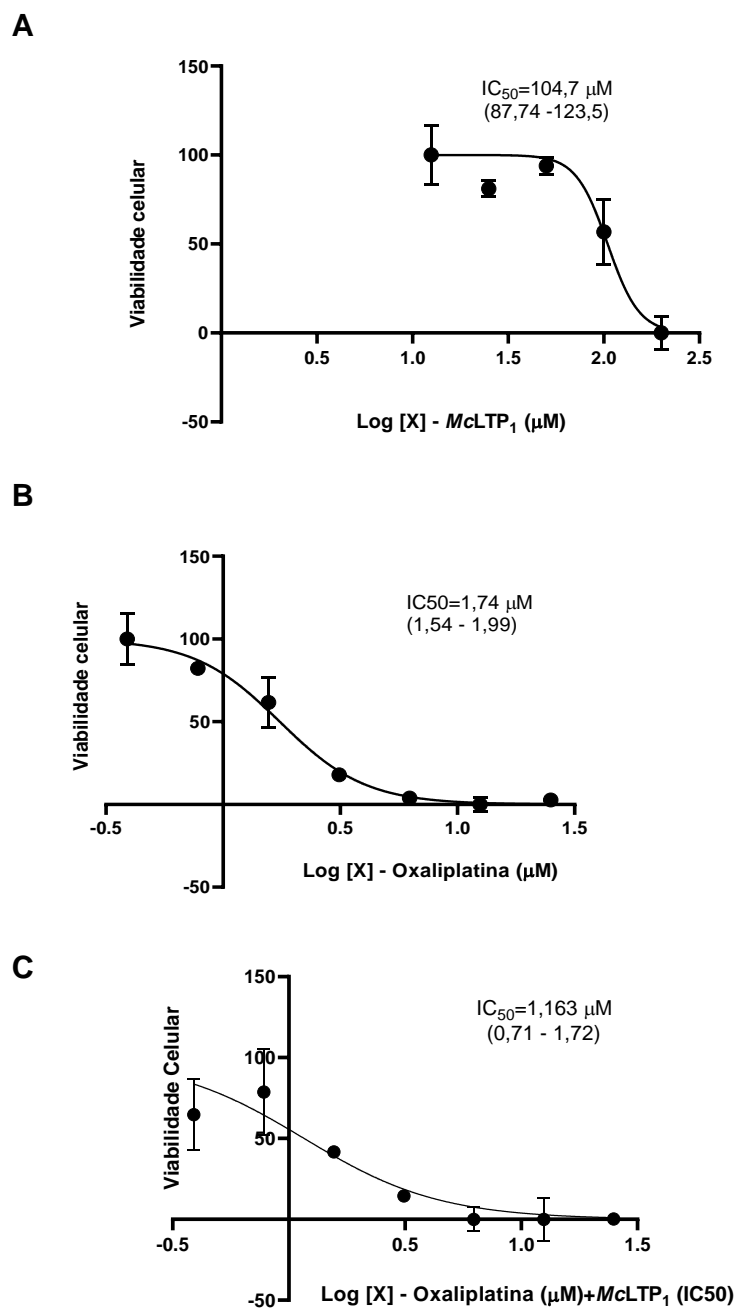 A
150
100
50
0
-50
Viabilidade celular
IC50=104,7 µM
(87,74 -123,5)
0.5 1.0 1.5 2.0 2.5
Log [X] - McLTP1 (µM)
B
150
100
50
-50
Viabilidade celular
IC50=1,74 µM
(1,54 - 1,99)
-0.5 0.5 1.0 1.5
Log [X] - Oxaliplatina (µM)
C
150
100
50
-50
Viabilidade Celular
IC50=1,163 µM
(0,71 - 1,72)
-0.5 0.5 1.0 1.5
Log [X] - Oxaliplatina (µM)+McLTP1 (IC50)